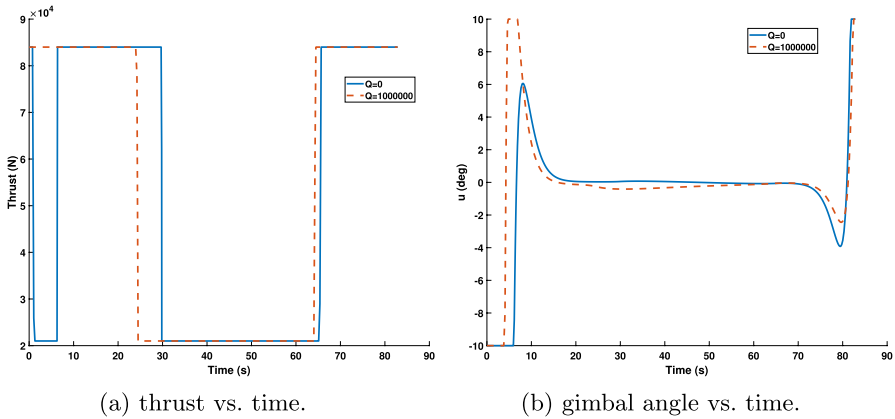 ×10⁴
9
8
7
6
5
4
3
2
Thrust (N)
0 10 20 30 40 50 60 70 80 90
Time (s)
Q=0
Q=1000000
(a) thrust vs. time.
10
8
6
4
2
0
-2
-4
-6
-8
-10
u (deg)
0 10 20 30 40 50 60 70 80 90
Time (s)
Q=0
Q=1000000
(b) gimbal angle vs. time.